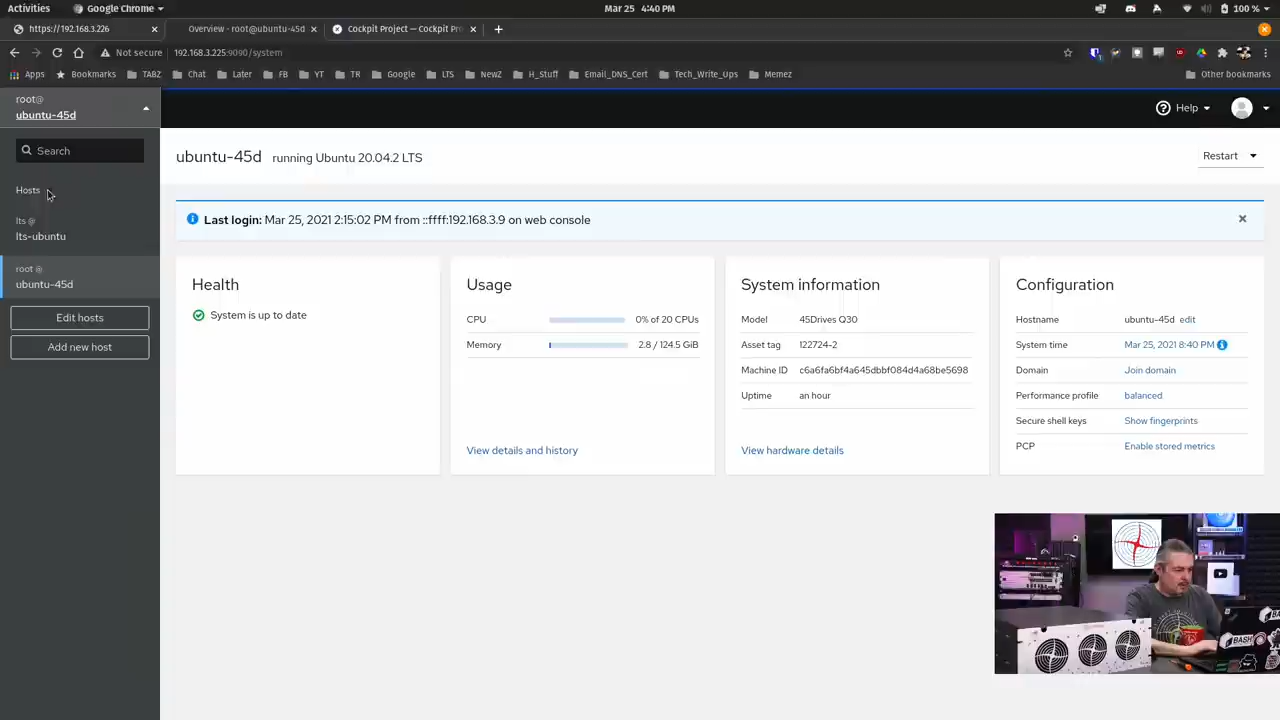 Activities
Google Chrome
Mar 25 4:40 PM
100 %
https://192.168.3.226
Overview - root@ubuntu-45d
Cockpit Project — Cockpit Pr
Not secure
192.168.3.225:9090/system
Apps
Bookmarks
TABZ
Chat
Later
FB
YT
TR
Google
LTS
NewZ
H_Stuff
Email_DNS_Cert
Tech_Write_Ups
Memez
Other bookmarks
root@
ubuntu-45d
Help
Search
ubuntu-45d running Ubuntu 20.04.2 LTS
Restart
Hosts
lts @
lts-ubuntu
root @
ubuntu-45d
Edit hosts
Add new host
Last login: Mar 25, 2021 2:15:02 PM from ::ffff:192.168.3.9 on web console
Health
System is up to date
Usage
CPU 0% of 20 CPUs
Memory 2.8 / 124.5 GiB
View details and history
System information
Model 45Drives Q30
Asset tag 122724-2
Machine ID c6a6fa6bf4a645dbbf084d4a68be5698
Uptime an hour
View hardware details
Configuration
Hostname ubuntu-45d edit
System time Mar 25, 2021 8:40 PM
Domain Join domain
Performance profile balanced
Secure shell keys Show fingerprints
PCP Enable stored metrics
BASH